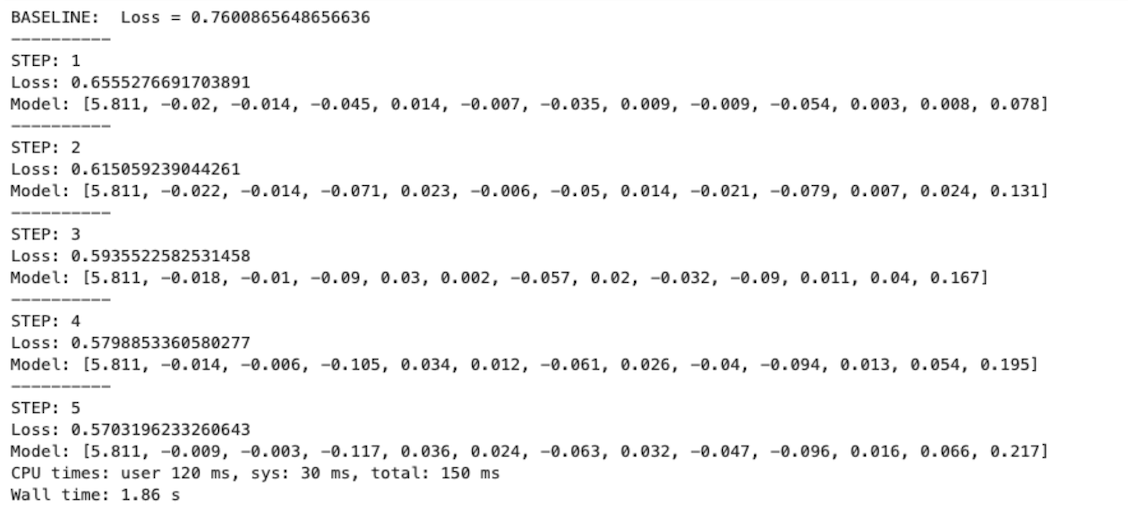 BASELINE:  Loss = 0.7600865648656636
----------
STEP: 1
Loss: 0.6555276691703891
Model: [5.811, -0.02, -0.014, -0.045, 0.014, -0.007, -0.035, 0.009, -0.009, -0.054, 0.003, 0.008, 0.078]
----------
STEP: 2
Loss: 0.615059239044261
Model: [5.811, -0.022, -0.014, -0.071, 0.023, -0.006, -0.05, 0.014, -0.021, -0.079, 0.007, 0.024, 0.131]
----------
STEP: 3
Loss: 0.5935522582531458
Model: [5.811, -0.018, -0.01, -0.09, 0.03, 0.002, -0.057, 0.02, -0.032, -0.09, 0.011, 0.04, 0.167]
----------
STEP: 4
Loss: 0.5798853360580277
Model: [5.811, -0.014, -0.006, -0.105, 0.034, 0.012, -0.061, 0.026, -0.04, -0.094, 0.013, 0.054, 0.195]
----------
STEP: 5
Loss: 0.5703196233260643
Model: [5.811, -0.009, -0.003, -0.117, 0.036, 0.024, -0.063, 0.032, -0.047, -0.096, 0.016, 0.066, 0.217]
CPU times: user 120 ms, sys: 30 ms, total: 150 ms
Wall time: 1.86 s